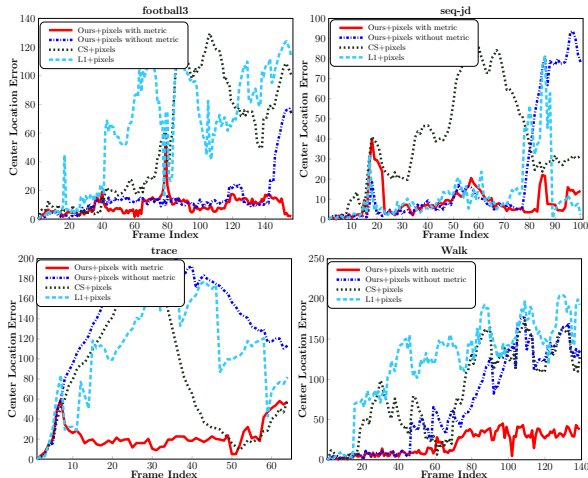 football3
Center Location Error
140
120
100
80
60
40
20
0
Ours+pixels with metric
Ours+pixels without metric
CS+pixels
L1+pixels
20 40 60 80 100 120 140
Frame Index
seq-jd
Center Location Error
100
90
80
70
60
50
40
30
20
10
0
Ours+pixels with metric
Ours+pixels without metric
CS+pixels
L1+pixels
10 20 30 40 50 60 70 80 90 100
Frame Index
trace
Center Location Error
200
180
160
140
120
100
80
60
40
20
0
Ours+pixels with metric
Ours+pixels without metric
CS+pixels
L1+pixels
10 20 30 40 50 60
Frame Index
Walk
Center Location Error
250
200
150
100
50
0
Ours+pixels with metric
Ours+pixels without metric
CS+pixels
L1+pixels
20 40 60 80 100 120 140
Frame Index